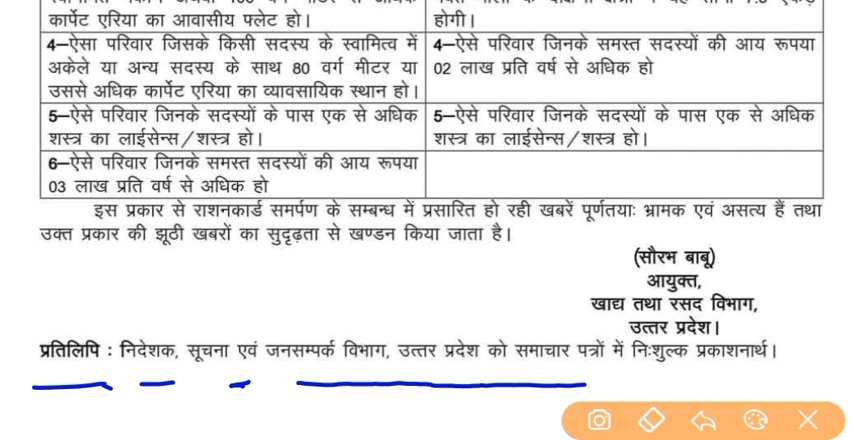 कार्पेट एरिया का आवासीय फ्लेट हो।
होगी।
4–ऐसा परिवार जिसके किसी सदस्य के स्वामित्व में
अकेले या अन्य सदस्य के साथ 80 वर्ग मीटर या
उससे अधिक कार्पेट एरिया का व्यावसायिक स्थान हो।
4–ऐसे परिवार जिनके समस्त सदस्यों की आय रूपया
02 लाख प्रति वर्ष से अधिक हो
5–ऐसे परिवार जिनके सदस्यों के पास एक से अधिक
शस्त्र का लाईसेन्स/शस्त्र हो।
5–ऐसे परिवार जिनके सदस्यों के पास एक से अधिक
शस्त्र का लाईसेन्स/शस्त्र हो।
6–ऐसे परिवार जिनके समस्त सदस्यों की आय रूपया
03 लाख प्रति वर्ष से अधिक हो
इस प्रकार से राशनकार्ड समर्पण के सम्बन्ध में प्रसारित हो रही खबरें पूर्णतयाः भ्रामक एवं असत्य हैं तथा
उक्त प्रकार की झूठी खबरों का सुदृढ़ता से खण्डन किया जाता है।
(सौरभ बाबू)
आयुक्त,
खाद्य तथा रसद विभाग,
उत्तर प्रदेश।
प्रतिलिपि : निदेशक, सूचना एवं जनसम्पर्क विभाग, उत्तर प्रदेश को समाचार पत्रों में निःशुल्क प्रकाशनार्थ।